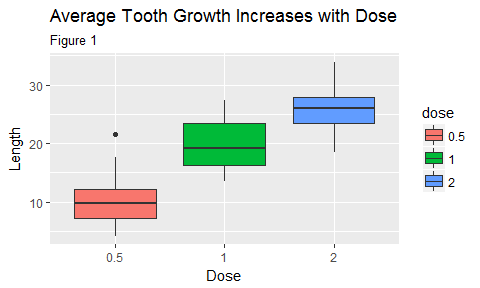 Average Tooth Growth Increases with Dose
Figure 1
30
20
10
Length
0.5
1
2
Dose
dose
0.5
1
2